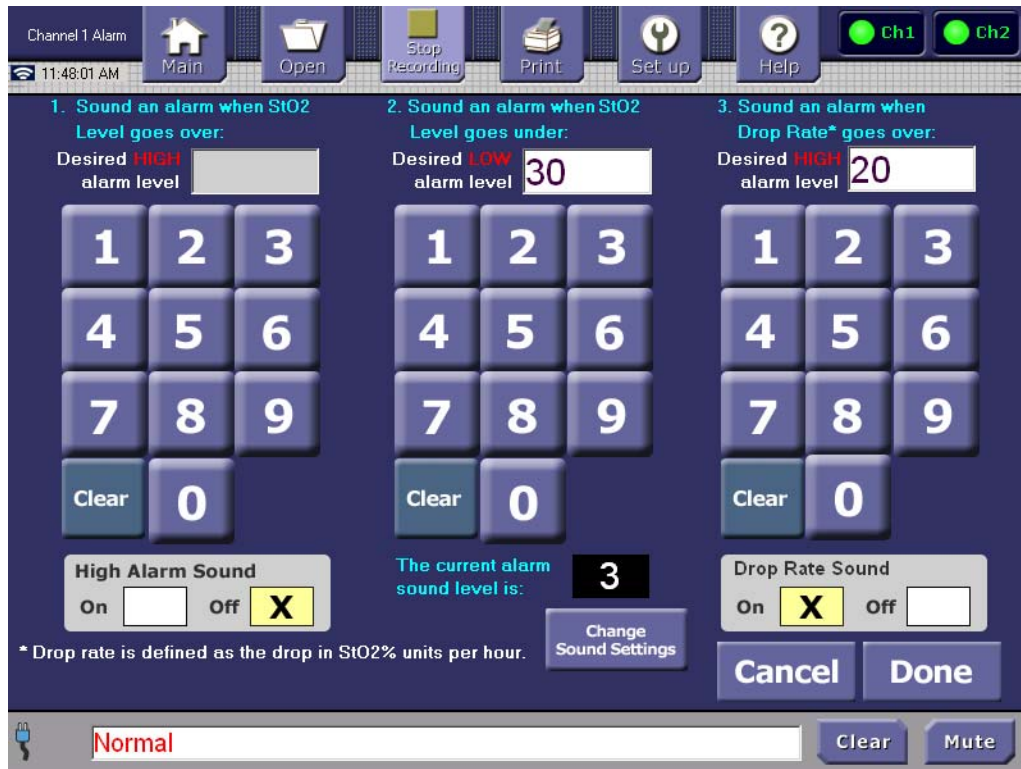 Channel 1 Alarm
11:48:01 AM
Main
Open
Stop
Recording
Print
Set up
Help
Ch1
Ch2
1. Sound an alarm when StO2
Level goes over:
Desired HIGH
alarm level
1 2 3
4 5 6
7 8 9
Clear 0
High Alarm Sound
On Off X
2. Sound an alarm when StO2
Level goes under:
Desired LOW
alarm level 30
1 2 3
4 5 6
7 8 9
Clear 0
The current alarm
sound level is: 3
Change
Sound Settings
3. Sound an alarm when
Drop Rate* goes over:
Desired HIGH
alarm level 20
1 2 3
4 5 6
7 8 9
Clear 0
Drop Rate Sound
On X Off
* Drop rate is defined as the drop in StO2% units per hour.
Cancel Done
Normal
Clear Mute